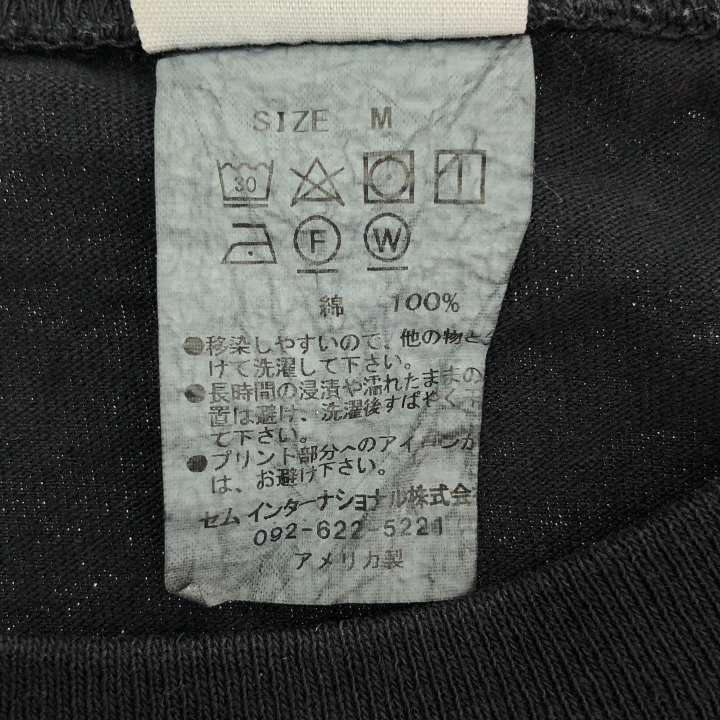 SIZE M
30
F W
綿 100%
●移染しやすいので、他の物と
けて洗濯して下さい。
●長時間の浸漬や濡れたままの
置は避け、洗濯後すばやく
て下さい。
●プリント部分へのアイロンが
は、お避け下さい。
セム インターナショナル株式会
092-622-5221
アメリカ製